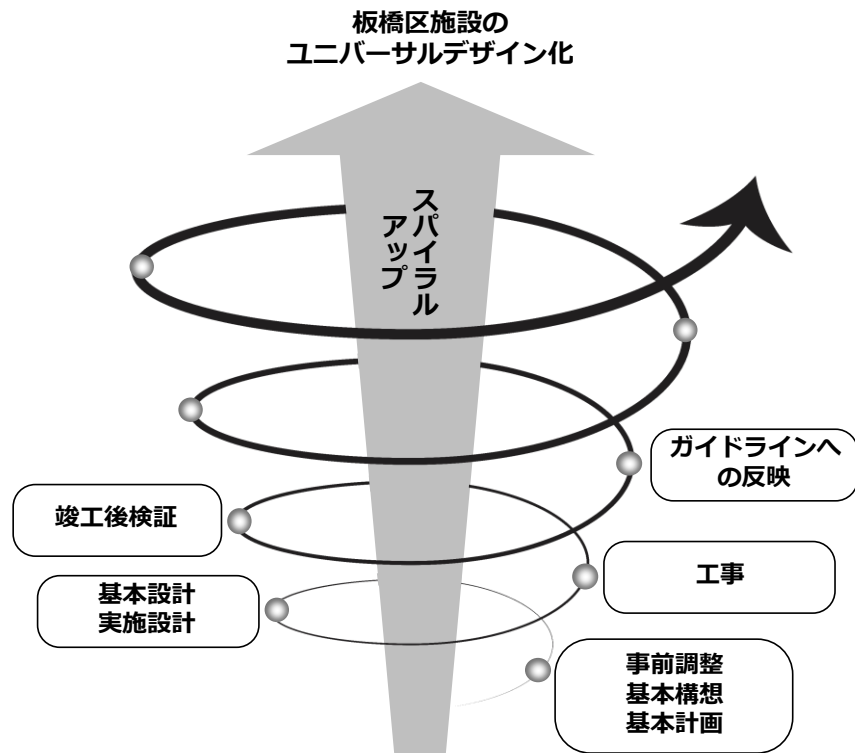 板橋区施設の
ユニバーサルデザイン化
スパイラル
アップ
ガイドラインへ
の反映
竣工後検証
工事
基本設計
実施設計
事前調整
基本構想
基本計画